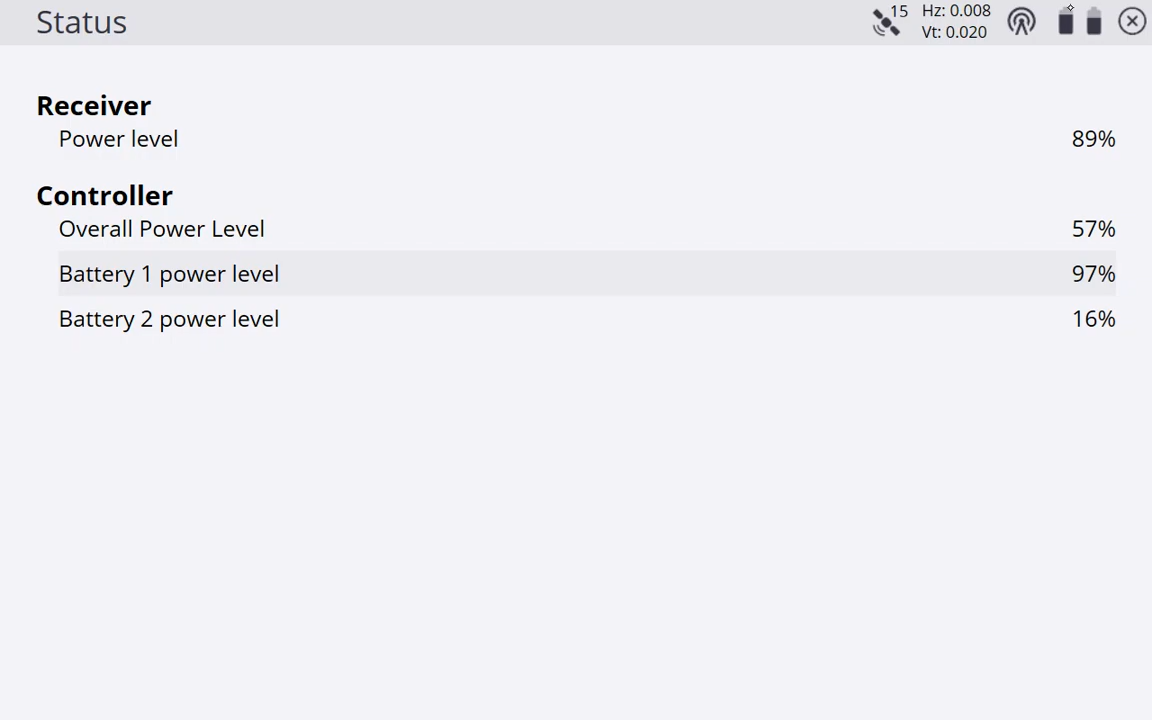 Status
15
Hz: 0.008
Vt: 0.020
Receiver
Power level 89%
Controller
Overall Power Level 57%
Battery 1 power level 97%
Battery 2 power level 16%